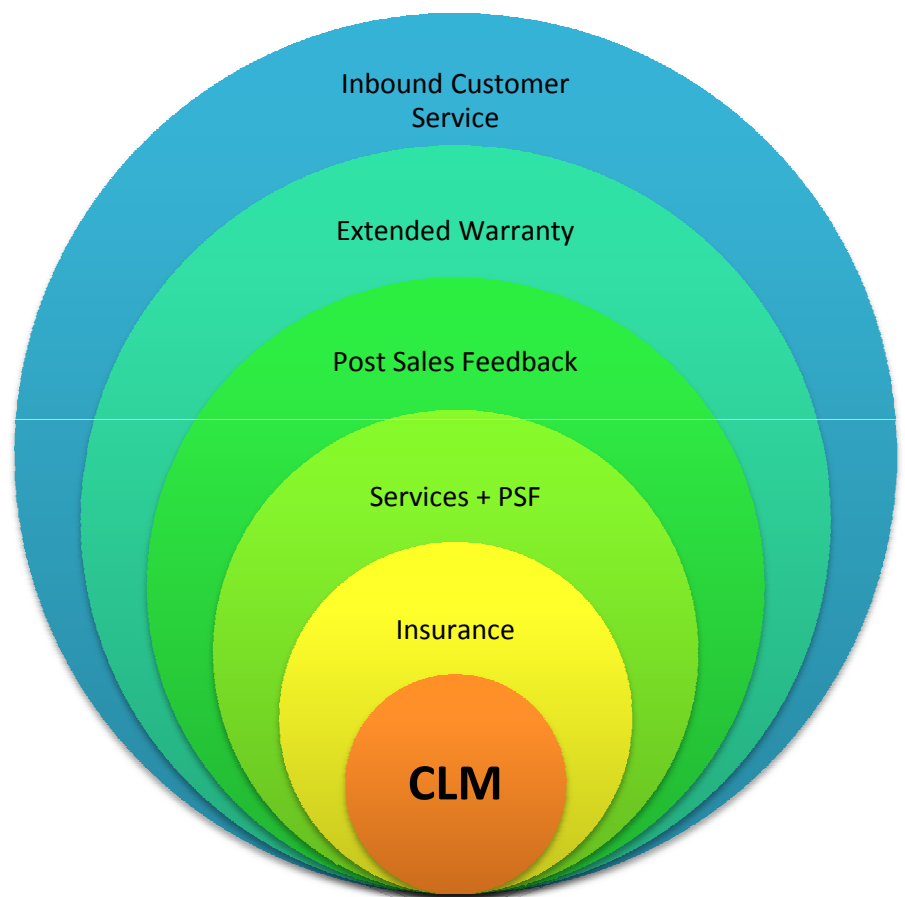 Inbound Customer
Service
Extended Warranty
Post Sales Feedback
Services + PSF
Insurance
CLM